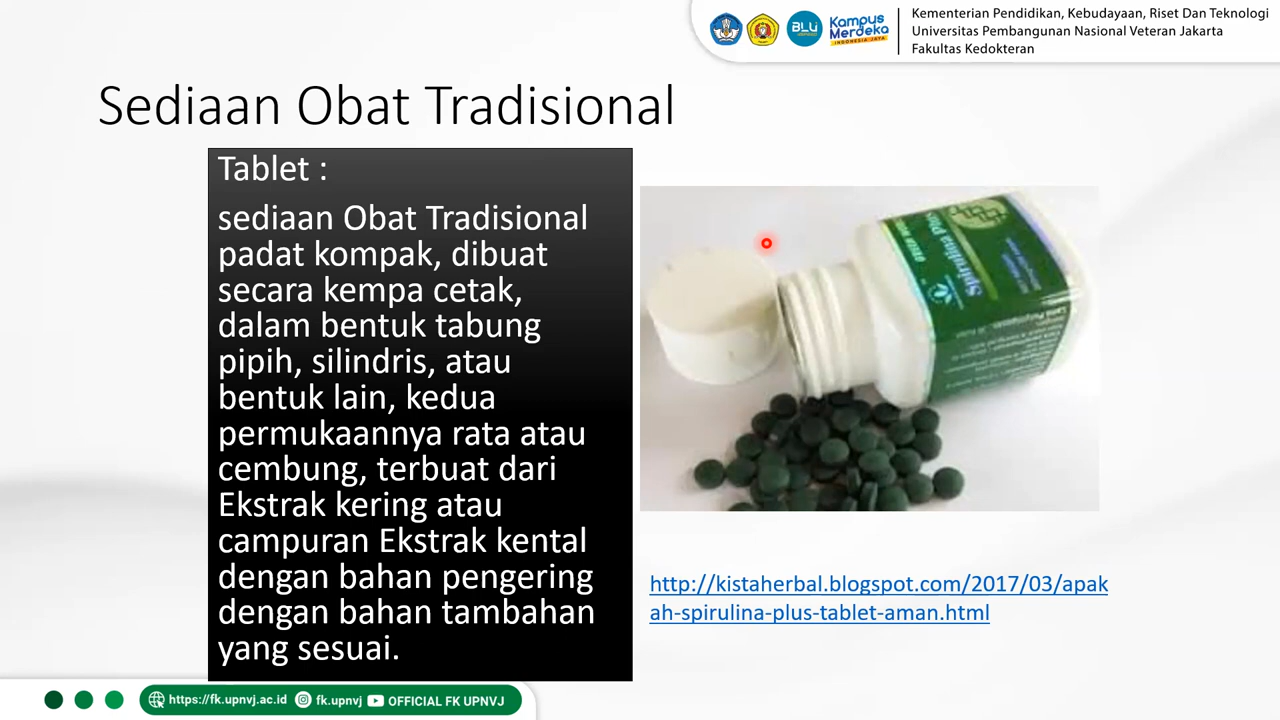 BLU
Kampus
Merdeka
INDONESIA JAYA
Kementerian Pendidikan, Kebudayaan, Riset Dan Teknologi
Universitas Pembangunan Nasional Veteran Jakarta
Fakultas Kedokteran
Sediaan Obat Tradisional
Tablet :
sediaan Obat Tradisional
padat kompak, dibuat
secara kempa cetak,
dalam bentuk tabung
pipih, silindris, atau
bentuk lain, kedua
permukaannya rata atau
cembung, terbuat dari
Ekstrak kering atau
campuran Ekstrak kental
dengan bahan pengering
dengan bahan tambahan
yang sesuai.
Spirulina Plus
http://kistaherbal.blogspot.com/2017/03/apak
ah-spirulina-plus-tablet-aman.html
https://fk.upnvj.ac.id
fk.upnvj
OFFICIAL FK UPNVJ